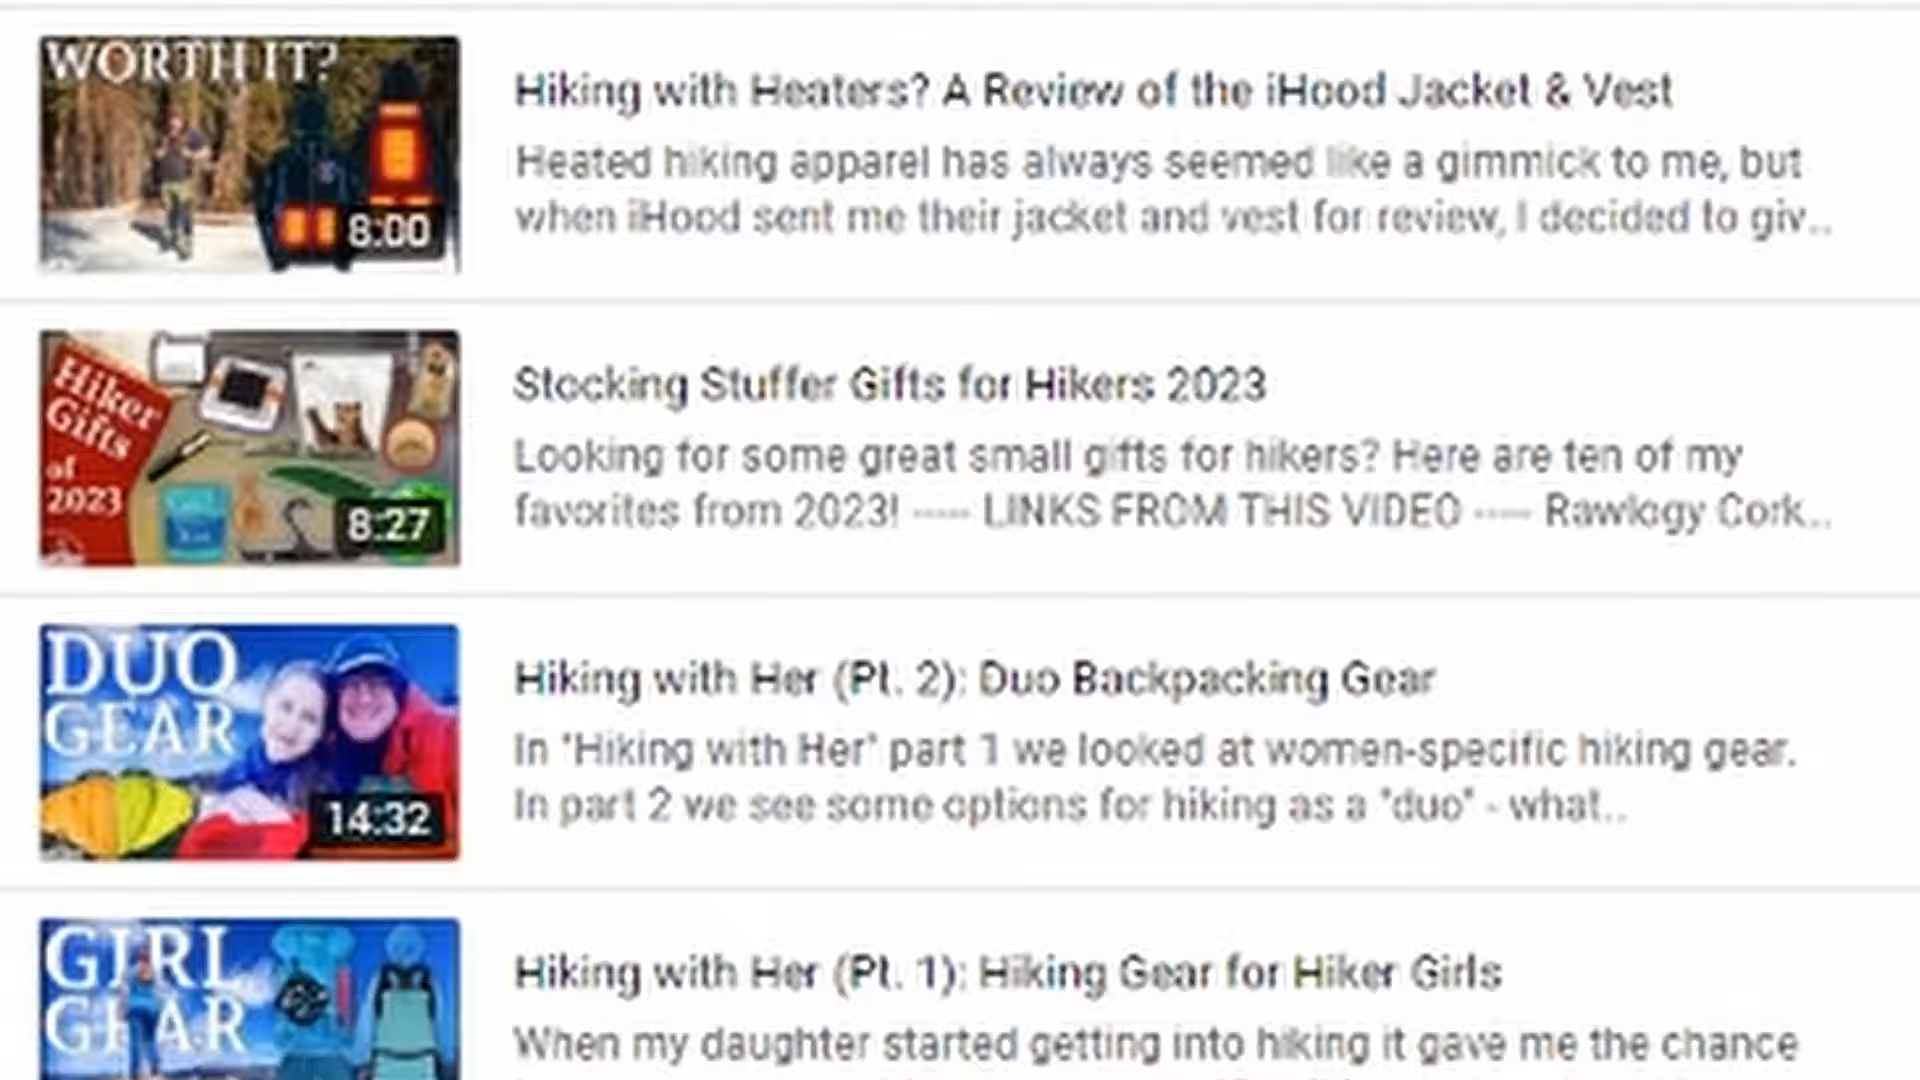 WORTH IT?
8:00
Hiking with Heaters? A Review of the iHood Jacket & Vest
Heated hiking apparel has always seemed like a gimmick to me, but
when iHood sent me their jacket and vest for review, I decided to giv...
Hiker
Gifts
of
2023
8:27
Stocking Stuffer Gifts for Hikers 2023
Looking for some great small gifts for hikers? Here are ten of my
favorites from 2023! ----- LINKS FROM THIS VIDEO ----- Rawlogy Cork...
DUO
GEAR
14:32
Hiking with Her (Pt. 2): Duo Backpacking Gear
In "Hiking with Her" part 1 we looked at women-specific hiking gear.
In part 2 we see some options for hiking as a "duo" - what...
GIRL
GEAR
Hiking with Her (Pt. 1): Hiking Gear for Hiker Girls
When my daughter started getting into hiking it gave me the chance